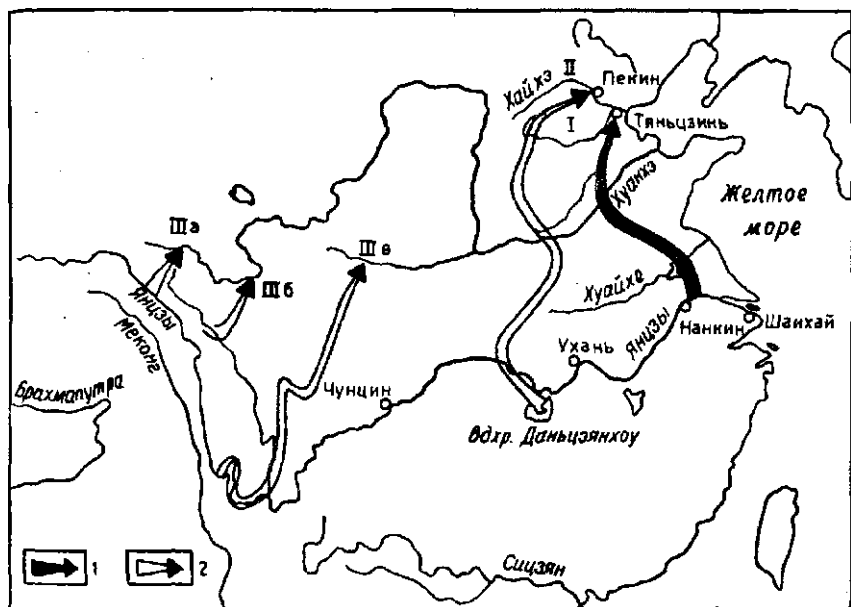 Хайхэ
II
Пекин
I
Тяньцзинь
Хуанхэ
Желтое
море
IIIа
IIIб
IIIв
Янцзы
Меконг
Хуайхе
Янцзы
Нанкин
Шанхай
Ухань
Чунцин
Брахмапутра
Вдхр. Даньцзянкоу
Сицзян
1
2